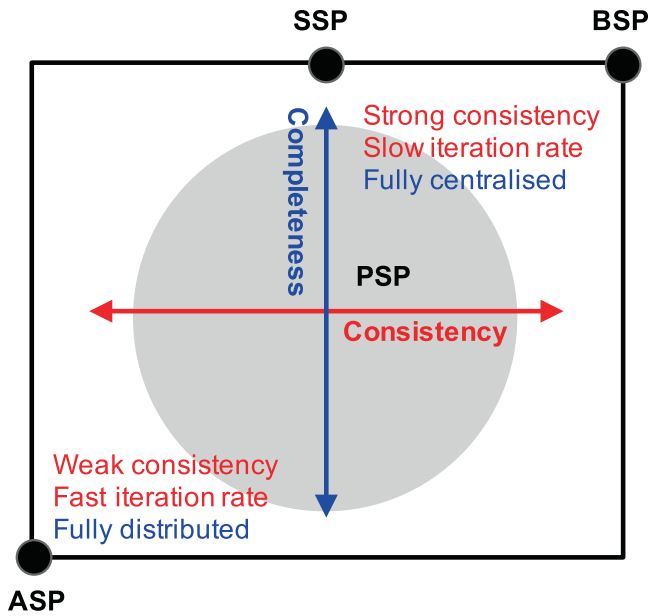 SSP
BSP
Completeness
Strong consistency
Slow iteration rate
Fully centralised
PSP
Consistency
Weak consistency
Fast iteration rate
Fully distributed
ASP